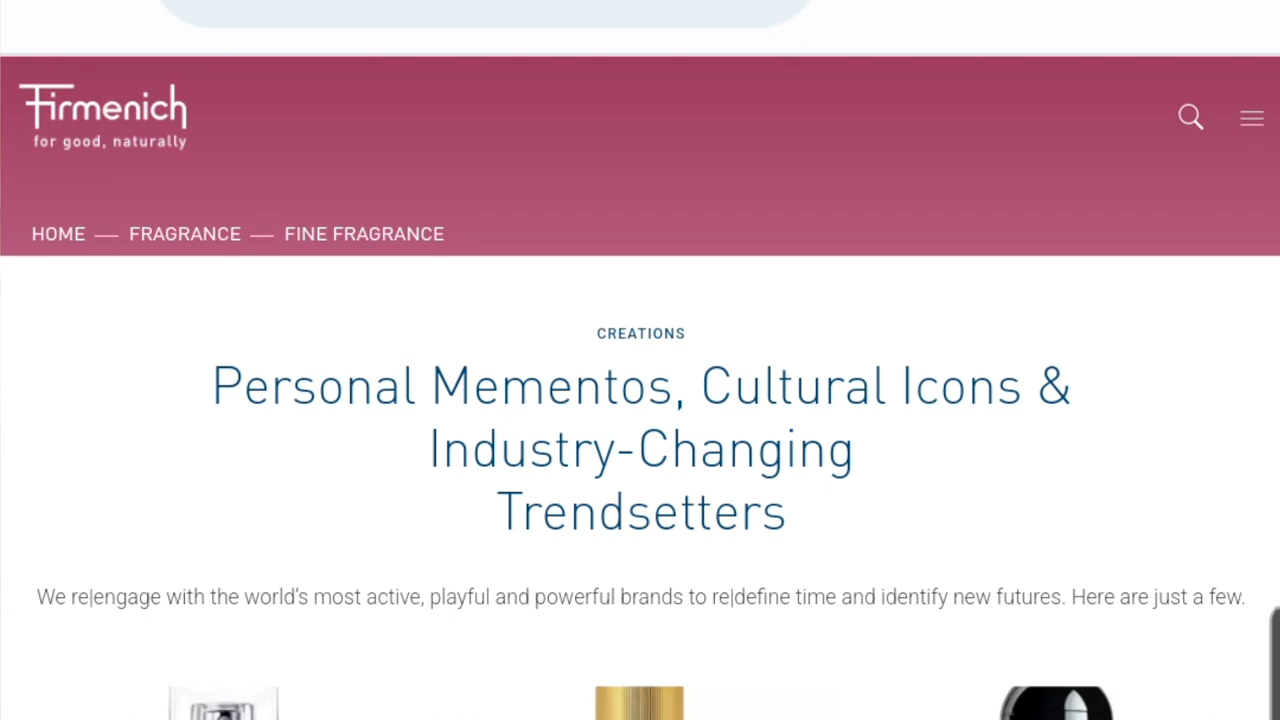 Firmenich
for good, naturally
HOME — FRAGRANCE — FINE FRAGRANCE
CREATIONS
Personal Mementos, Cultural Icons &
Industry-Changing
Trendsetters
We re|engage with the world's most active, playful and powerful brands to re|define time and identify new futures. Here are just a few.